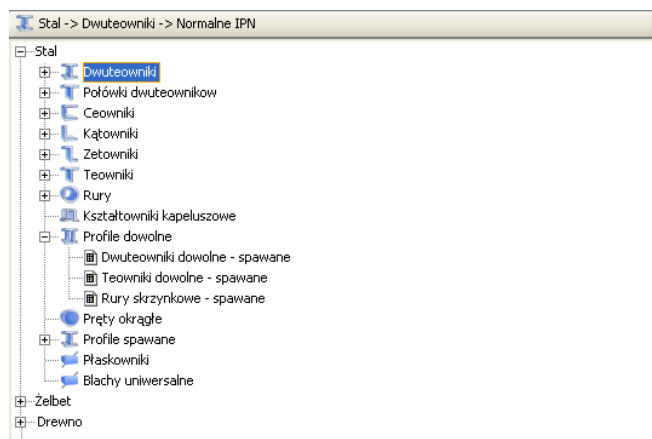 Stal -> Dwuteowniki -> Normalne IPN
Stal
Dwuteowniki
Połówki dwuteownikow
Ceowniki
Kątowniki
Zetowniki
Teowniki
Rury
Kształtowniki kapeluszowe
Profile dowolne
Dwuteowniki dowolne - spawane
Teowniki dowolne - spawane
Rury skrzynkowe - spawane
Pręty okrągłe
Profile spawane
Płaskowniki
Blachy uniwersalne
Żelbet
Drewno